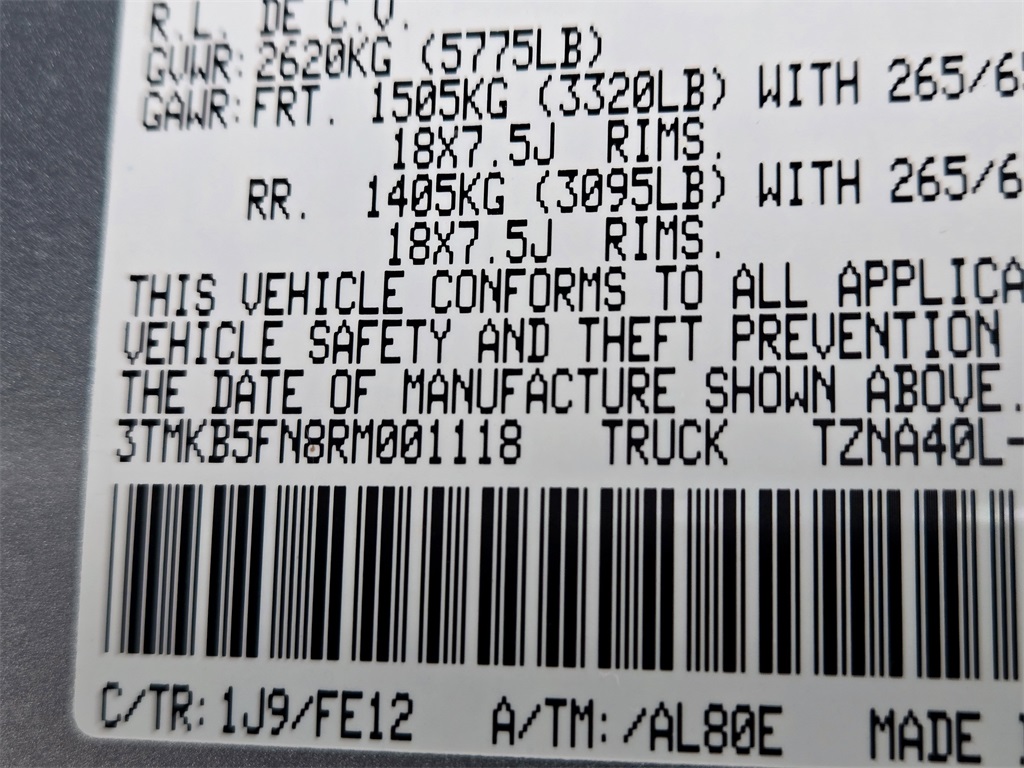 R.L. DE C.V.
GVWR: 2620KG (5775LB)
GAWR: FRT. 1505KG (3320LB) WITH 265/6
18X7.5J RIMS.
RR. 1405KG (3095LB) WITH 265/6
18X7.5J RIMS.
THIS VEHICLE CONFORMS TO ALL APPLICA
VEHICLE SAFETY AND THEFT PREVENTION
THE DATE OF MANUFACTURE SHOWN ABOVE.
3TMKB5FN8RM001118 TRUCK TZNA40L-
C/TR: 1J9/FE12 A/TM: /AL80E MADE